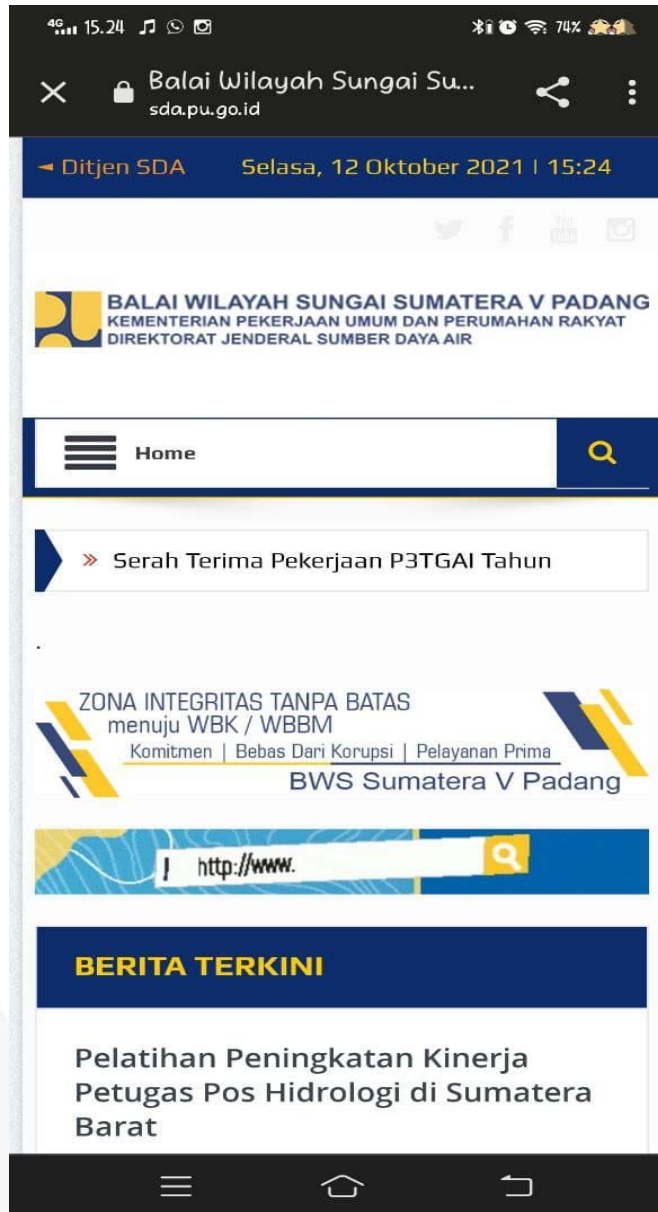 4G 15.24 74%
Balai Wilayah Sungai Su...
sda.pu.go.id
◄ Ditjen SDA Selasa, 12 Oktober 2021 | 15:24
You Tube
BALAI WILAYAH SUNGAI SUMATERA V PADANG
KEMENTERIAN PEKERJAAN UMUM DAN PERUMAHAN RAKYAT
DIREKTORAT JENDERAL SUMBER DAYA AIR
Home
» Serah Terima Pekerjaan P3TGAI Tahun
.
ZONA INTEGRITAS TANPA BATAS
menuju WBK / WBBM
Komitmen | Bebas Dari Korupsi | Pelayanan Prima
BWS Sumatera V Padang
http://www.
BERITA TERKINI
Pelatihan Peningkatan Kinerja
Petugas Pos Hidrologi di Sumatera
Barat